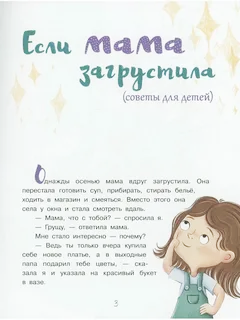 Если мама
загрустила
(советы для детей)
Однажды осенью мама вдруг загрустила. Она
перестала готовить суп, прибирать, стирать бельё,
ходить в магазин и смеяться. Вместо этого она
села у окна и стала смотреть вдаль.
— Мама, что с тобой? — спросила я.
— Грущу, — ответила мама.
Мне стало интересно — почему?
— Ведь ты только вчера купила
себе новое платье, а в выходные
папа подарил тебе цветы, — ска-
зала я и указала на красивый букет
в вазе.
3